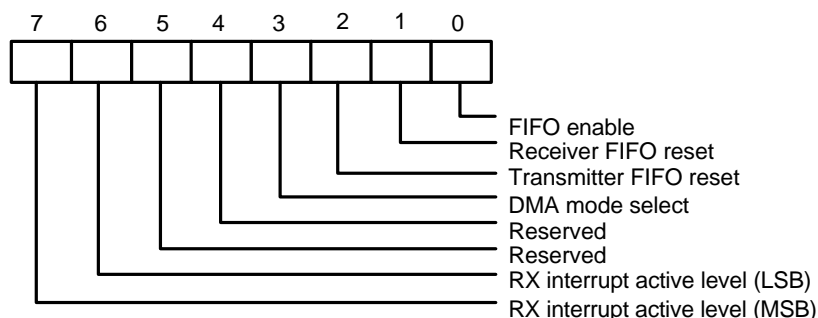 7 6 5 4 3 2 1 0
FIFO enable
Receiver FIFO reset
Transmitter FIFO reset
DMA mode select
Reserved
Reserved
RX interrupt active level (LSB)
RX interrupt active level (MSB)